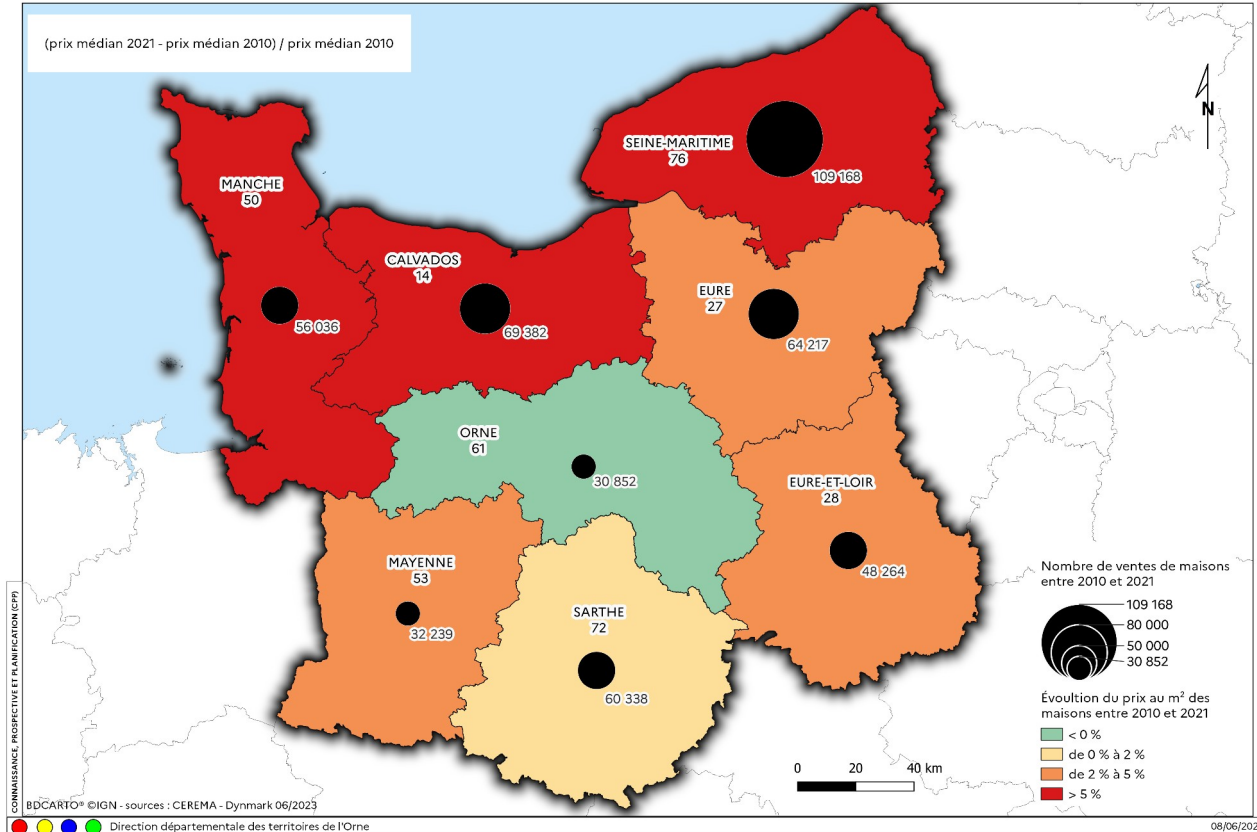 (prix médian 2021 - prix médian 2010) / prix médian 2010
N
SEINE-MARITIME
76
109 168
MANCHE
50
56 036
CALVADOS
14
69 382
EURE
27
64 217
ORNE
61
30 852
EURE-ET-LOIR
28
48 264
MAYENNE
53
32 239
SARTHE
72
60 338
Nombre de ventes de maisons
entre 2010 et 2021
109 168
80 000
50 000
30 852
Évoultion du prix au m² des
maisons entre 2010 et 2021
< 0 %
de 0 % à 2 %
de 2 % à 5 %
> 5 %
0 20 40 km
CONNAISSANCE, PROSPECTIVE ET PLANIFICATION (CPP)
BDCARTO® ©IGN - sources : CEREMA - Dynmark 06/2023
Direction départementale des territoires de l'Orne
08/06/202